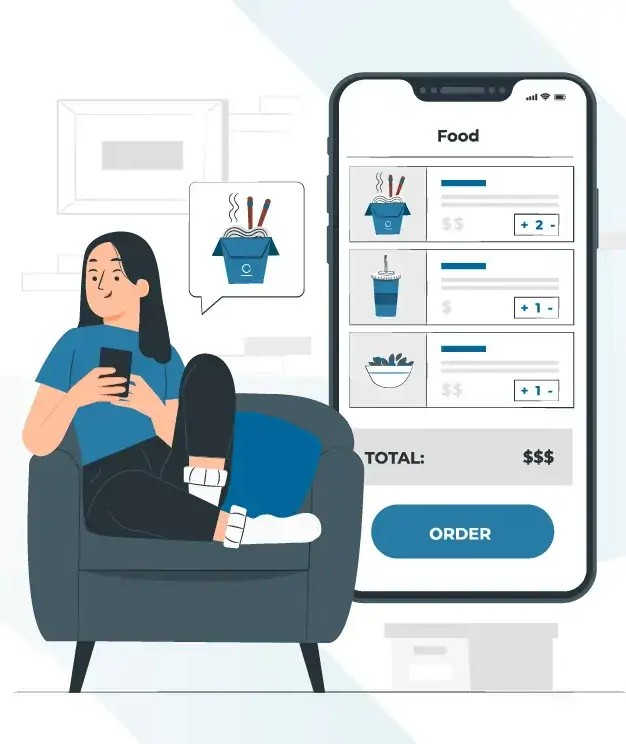 Food
$$
+ 2 -
$
+ 1 -
$$
+ 1 -
TOTAL: $$$
ORDER